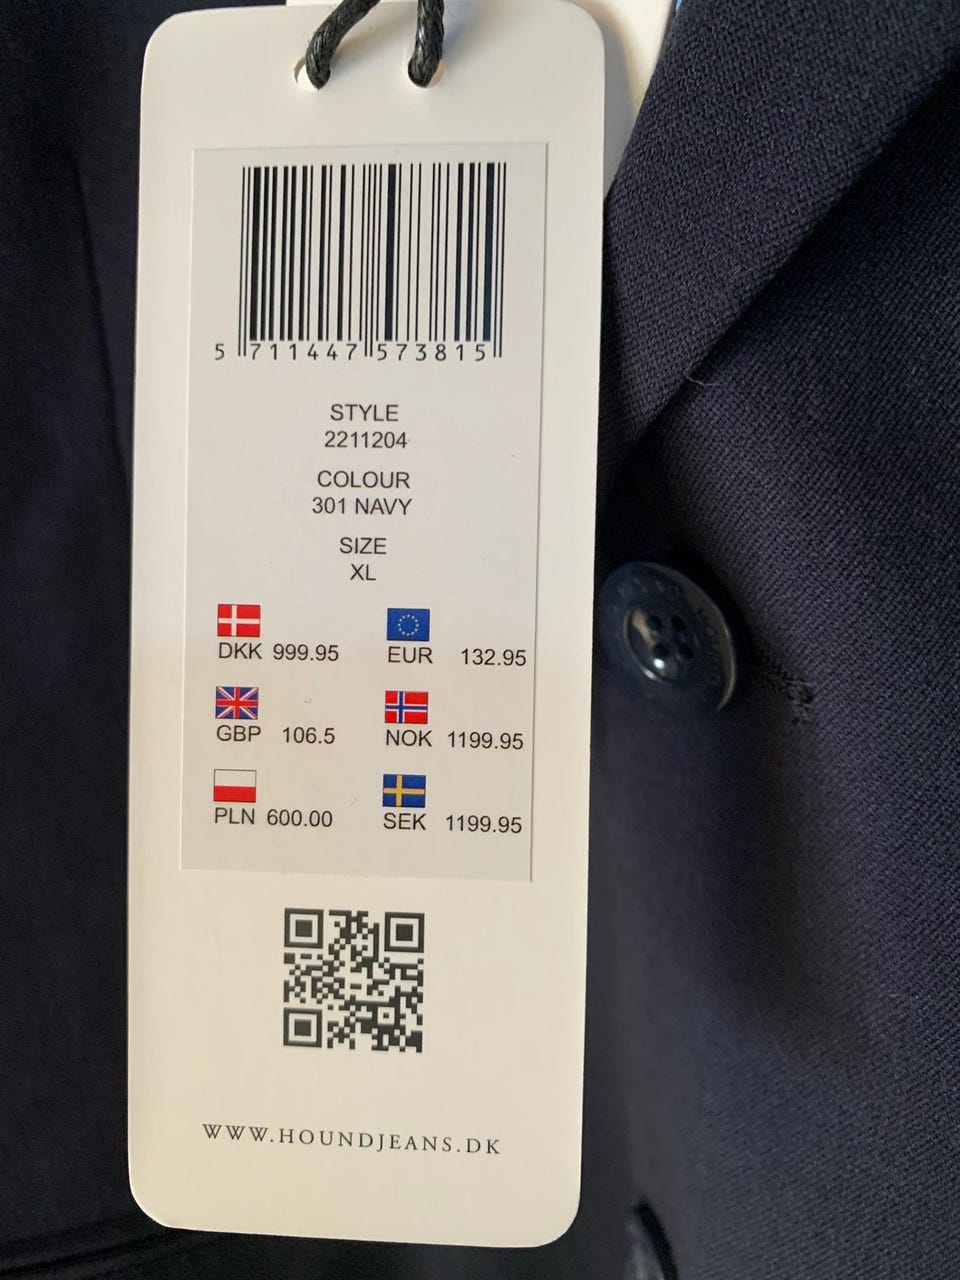 5 711447 573815
STYLE
2211204
COLOUR
301 NAVY
SIZE
XL
DKK 999.95 EUR 132.95
GBP 106.5 NOK 1199.95
PLN 600.00 SEK 1199.95
WWW.HOUNDJEANS.DK